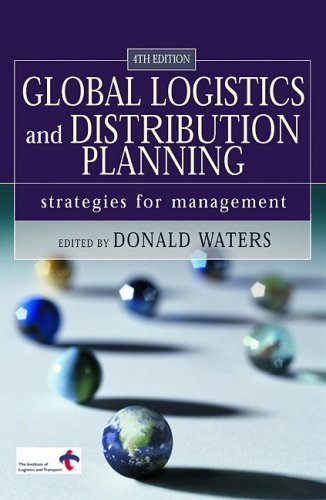 4TH EDITION
GLOBAL LOGISTICS
and DISTRIBUTION
PLANNING
strategies for management
EDITED BY DONALD WATERS
The Institute of
Logistics and Transport